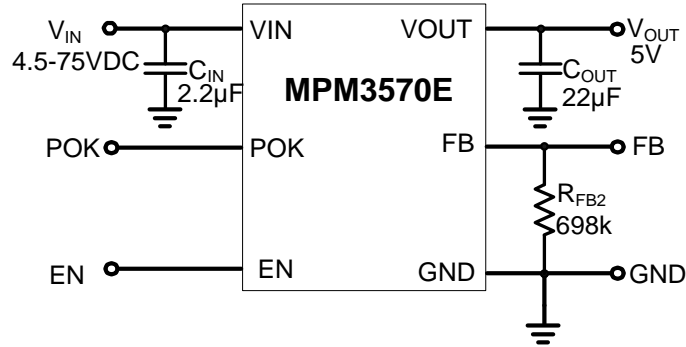 VIN
4.5-75VDC
CIN
2.2µF
POK
EN
VIN
POK
EN
MPM3570E
VOUT
FB
GND
VOUT
5V
COUT
22µF
FB
RFB2
698k
GND